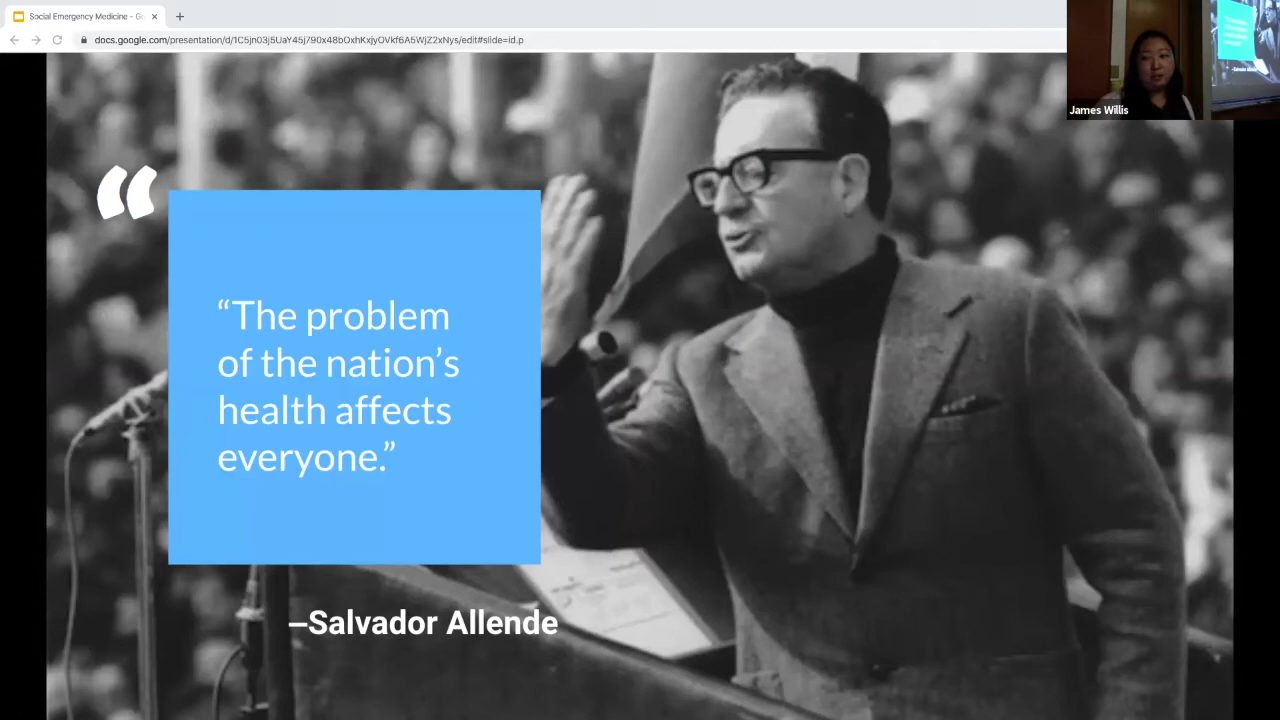 Social Emergency Medicine - Go
docs.google.com/presentation/d/1C5jn03j5UaY45j790x48bOxhKxjyOVkf6A5WjZ2xNys/edit#slide=id.p
James Willis
“
“The problem
of the nation’s
health affects
everyone.”
–Salvador Allende